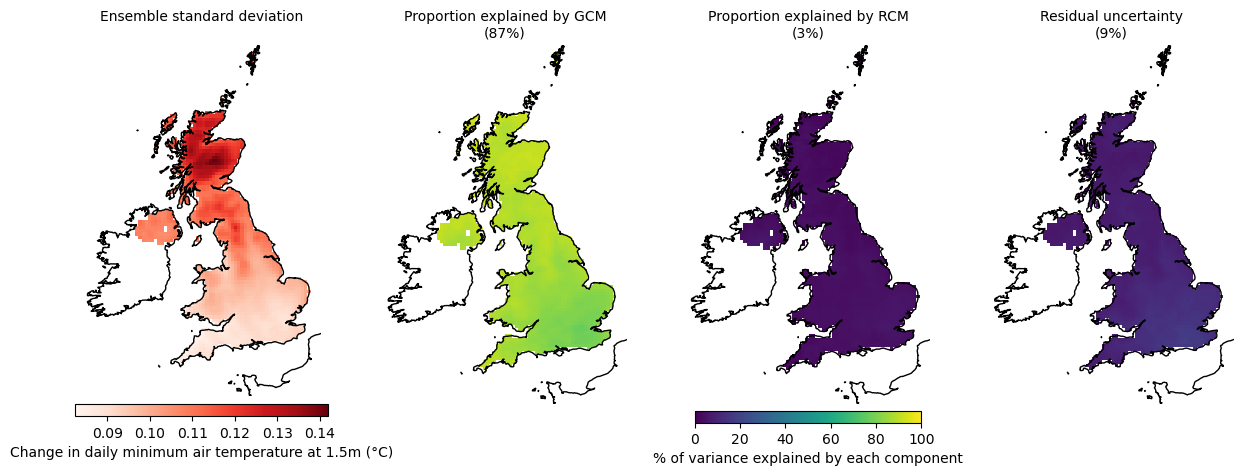 Ensemble standard deviation
Proportion explained by GCM
(87%)
Proportion explained by RCM
(3%)
Residual uncertainty
(9%)
0.09 0.10 0.11 0.12 0.13 0.14
Change in daily minimum air temperature at 1.5m (°C)
0 20 40 60 80 100
% of variance explained by each component